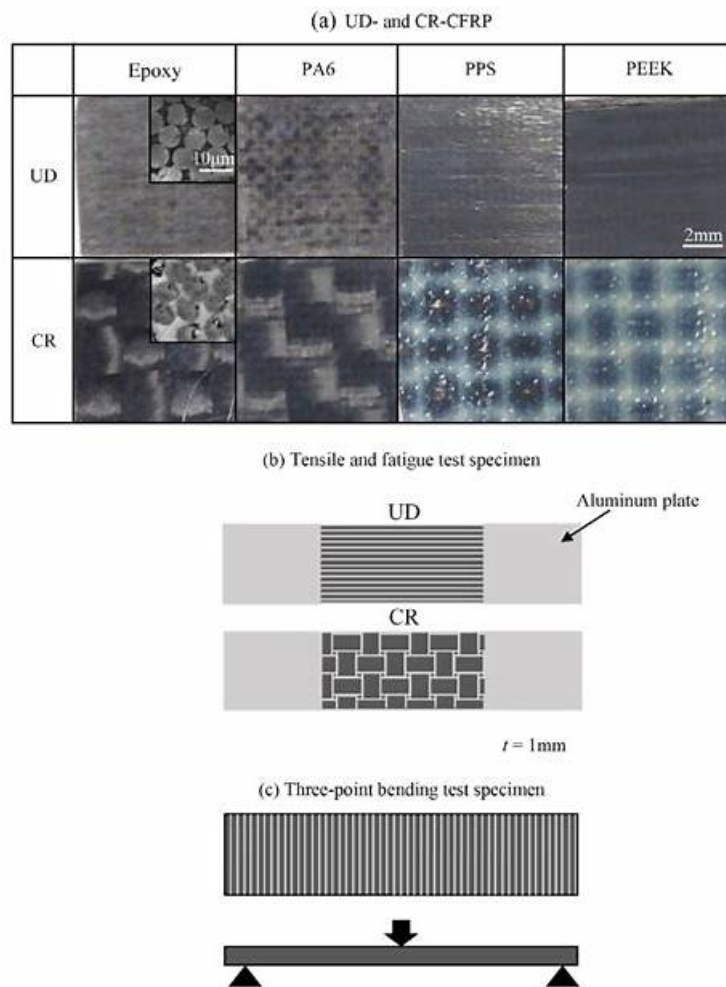 (a) UD- and CR-CFRP
Epoxy PA6 PPS PEEK
UD
10μm
2mm
CR
(b) Tensile and fatigue test specimen
UD
Aluminum plate
CR
t = 1mm
(c) Three-point bending test specimen